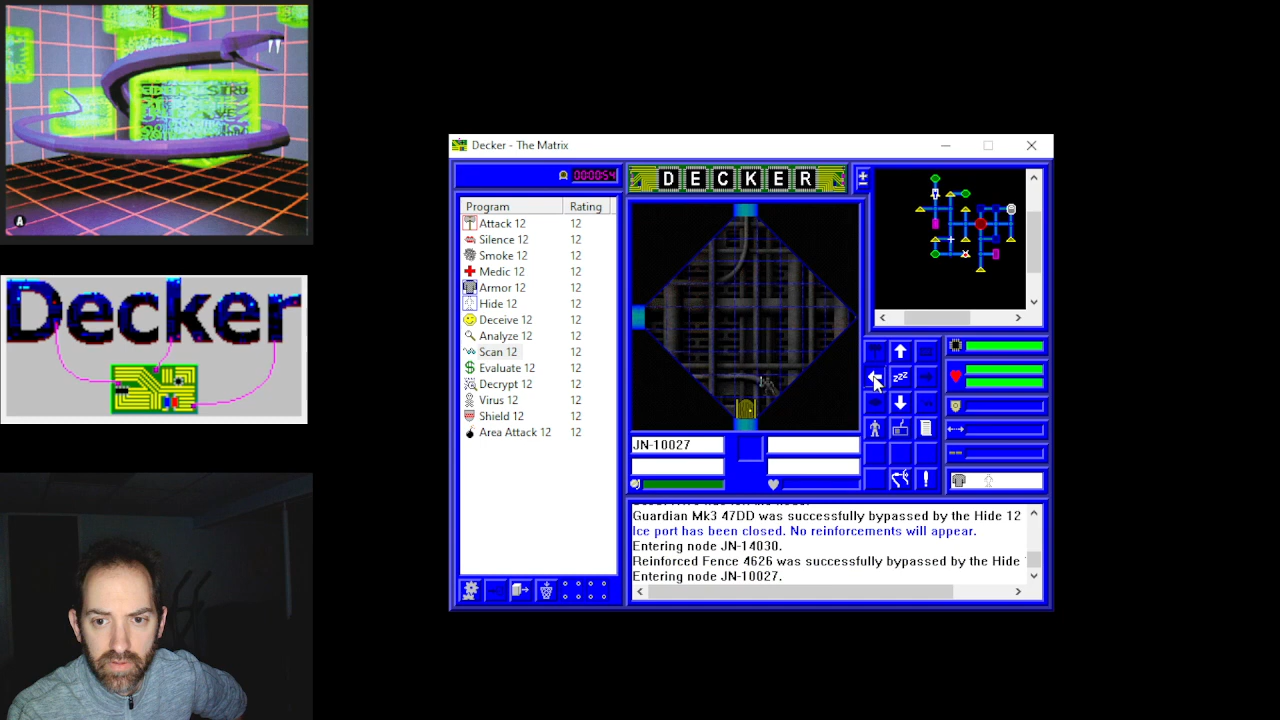 A
Decker
Decker - The Matrix
00:00:54
DECKER
Program Rating
Attack 12 12
Silence 12 12
Smoke 12 12
Medic 12 12
Armor 12 12
Hide 12 12
Deceive 12 12
Analyze 12 12
Scan 12 12
Evaluate 12 12
Decrypt 12 12
Virus 12 12
Shield 12 12
Area Attack 12 12
zzz
JN-10027
Guardian Mk3 47DD was successfully bypassed by the Hide 12
Ice port has been closed. No reinforcements will appear.
Entering node JN-14030.
Reinforced Fence 4626 was successfully bypassed by the Hide
Entering node JN-10027.